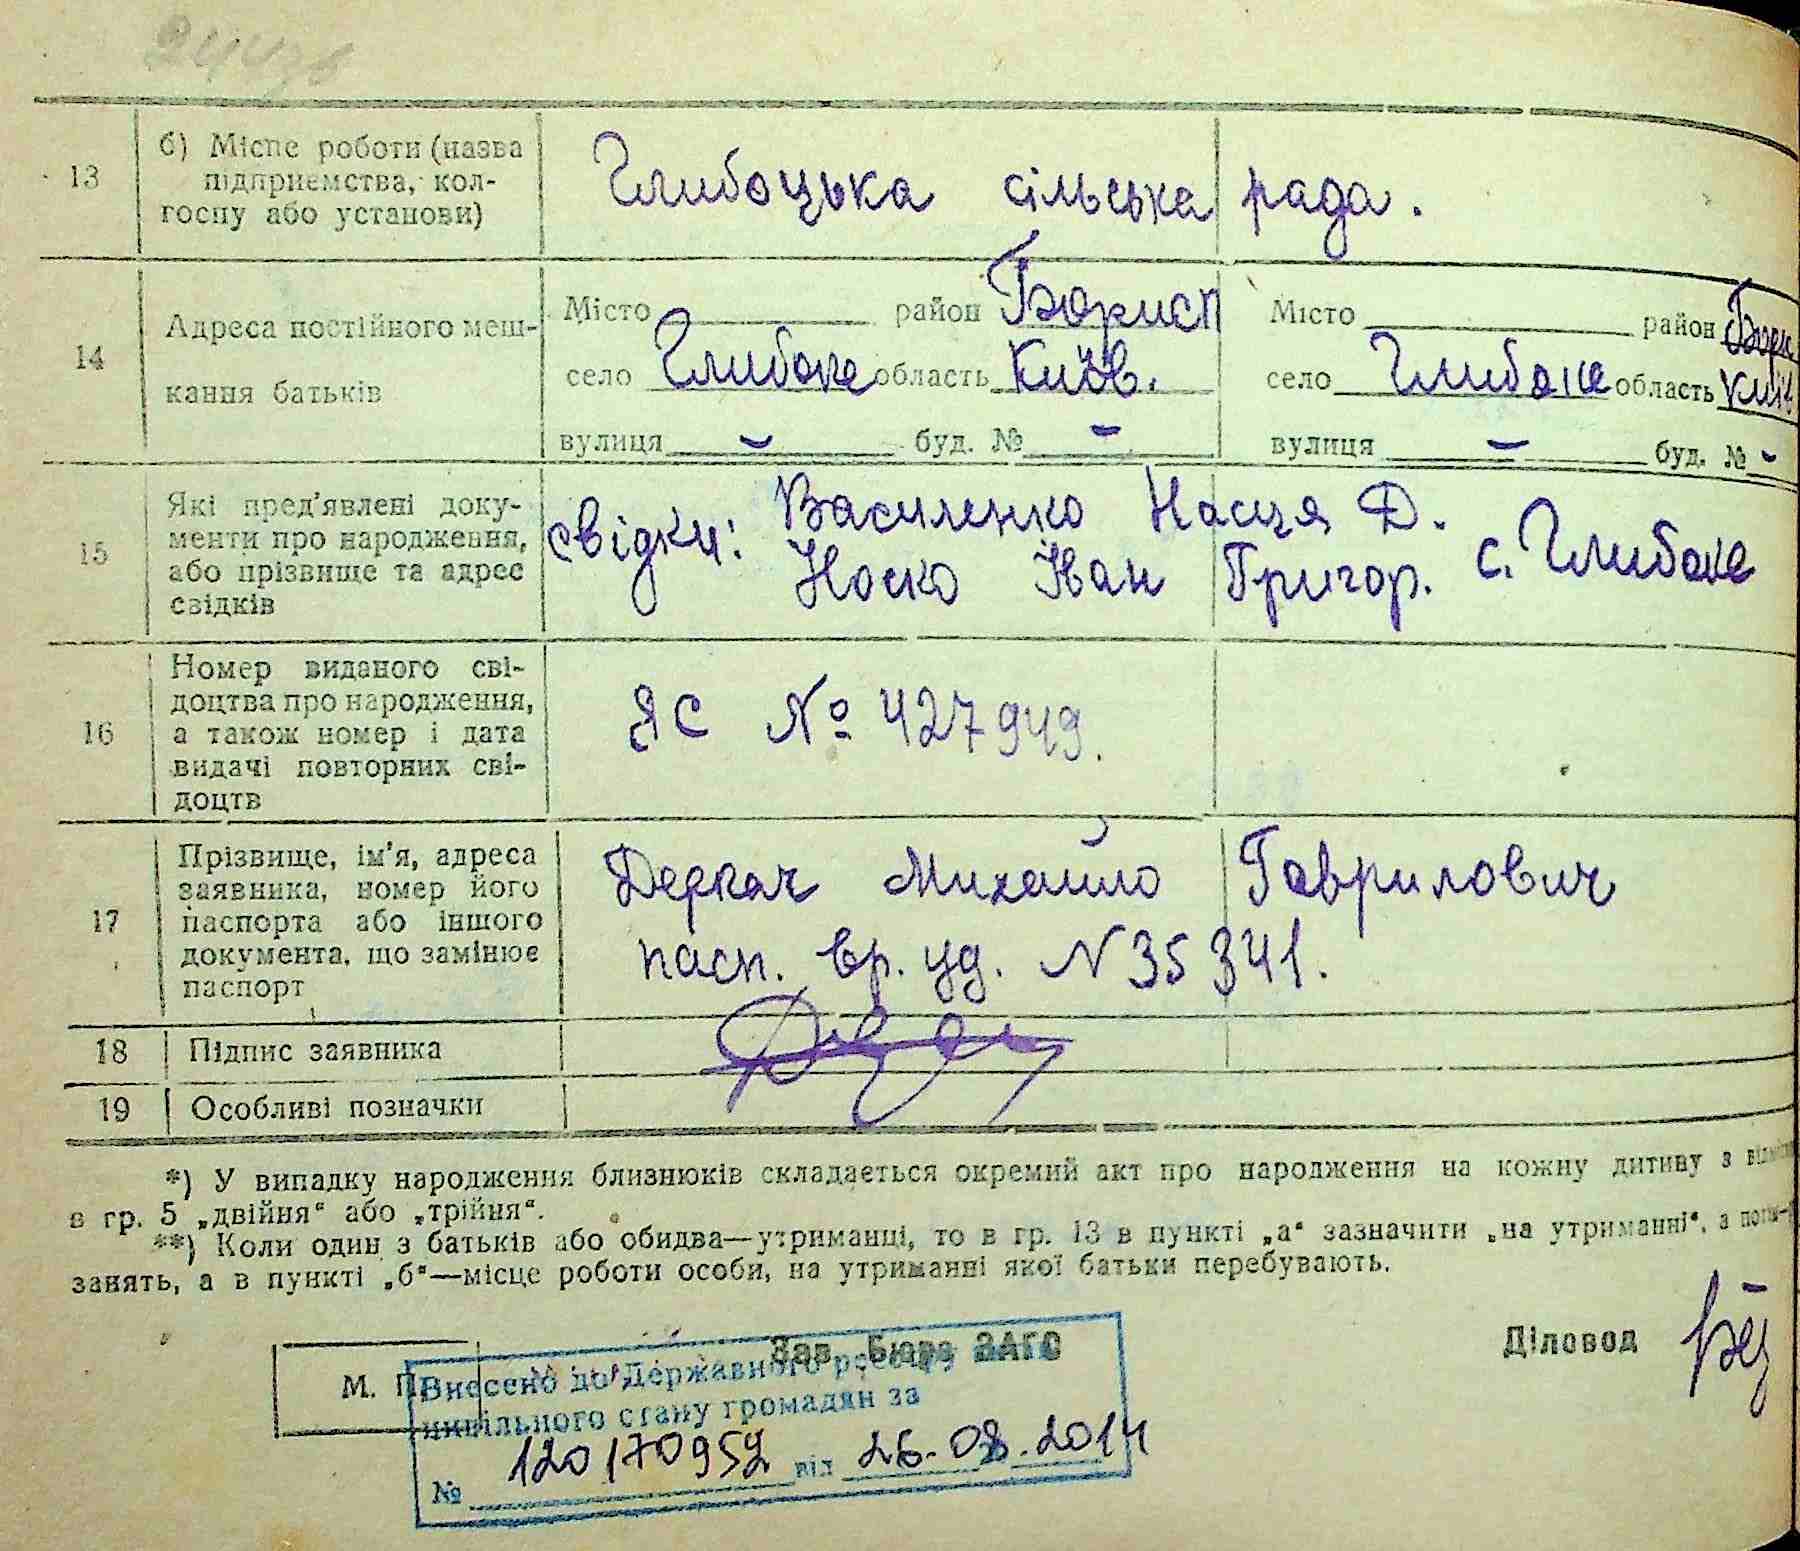 13 б) Місце роботи (назва
підприємства, кол-
госпу або установи)
Глибоцька сільська рада.
14 Адреса постійного меш-
кання батьків
Місто район Борисп
село Глибоке область Київ.
вулиця – буд. № –
Місто район Бори
село Глибоке область Київ
вулиця – буд. № -
15 Які пред'явлені доку-
менти про народження,
або прізвище та адрес
свідків
свідки: Василенко Настя Д.
Носко Іван Григор. с. Глибоке
16 Номер виданого сві-
доцтва про народження,
а також номер і дата
видачі повторних сві-
доцтв
ЯС № 427949.
17 Прізвище, ім'я, адреса
заявника, номер його
паспорта або іншого
документа, що замінює
паспорт
Деркач Михайло Гаврилович
пасп. вр. уд. N 35341.
18 Підпис заявника
19 Особливі позначки
*) У випадку народження близнюків складається окремий акт про народження на кожну дитину з
в гр. 5 „двійня“ або „трійня“.
**) Коли один з батьків або обидва—утриманці, то в гр. 13 в пункті „а“ зазначити „на утриманні“, а
занять, а в пункті „б“—місце роботи особи, на утриманні якої батьки перебувають.
Зав. Бюро ЗАГС
Діловод
М. П.
Внесено до Державного реєстру
цивільного стану громадян за
№ 120170952 від 26.08.2014